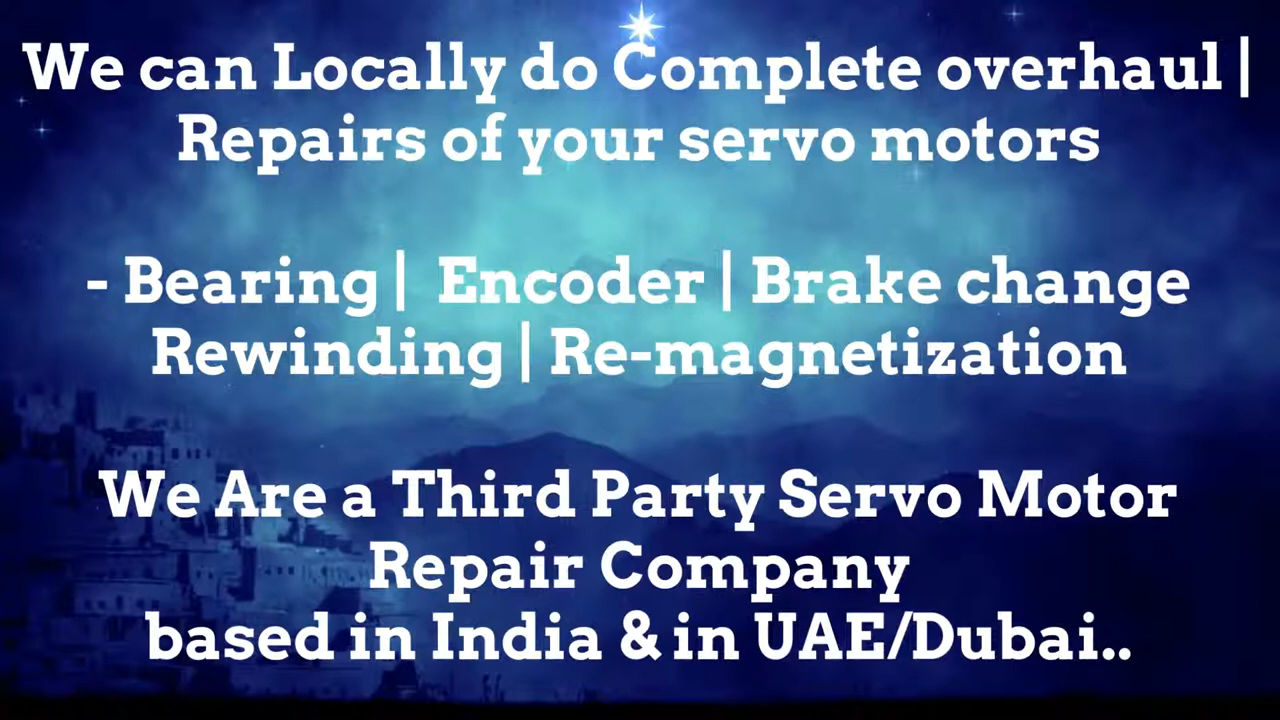 We can Locally do Complete overhaul |
Repairs of your servo motors
- Bearing | Encoder | Brake change
Rewinding | Re-magnetization
We Are a Third Party Servo Motor
Repair Company
based in India & in UAE/Dubai..